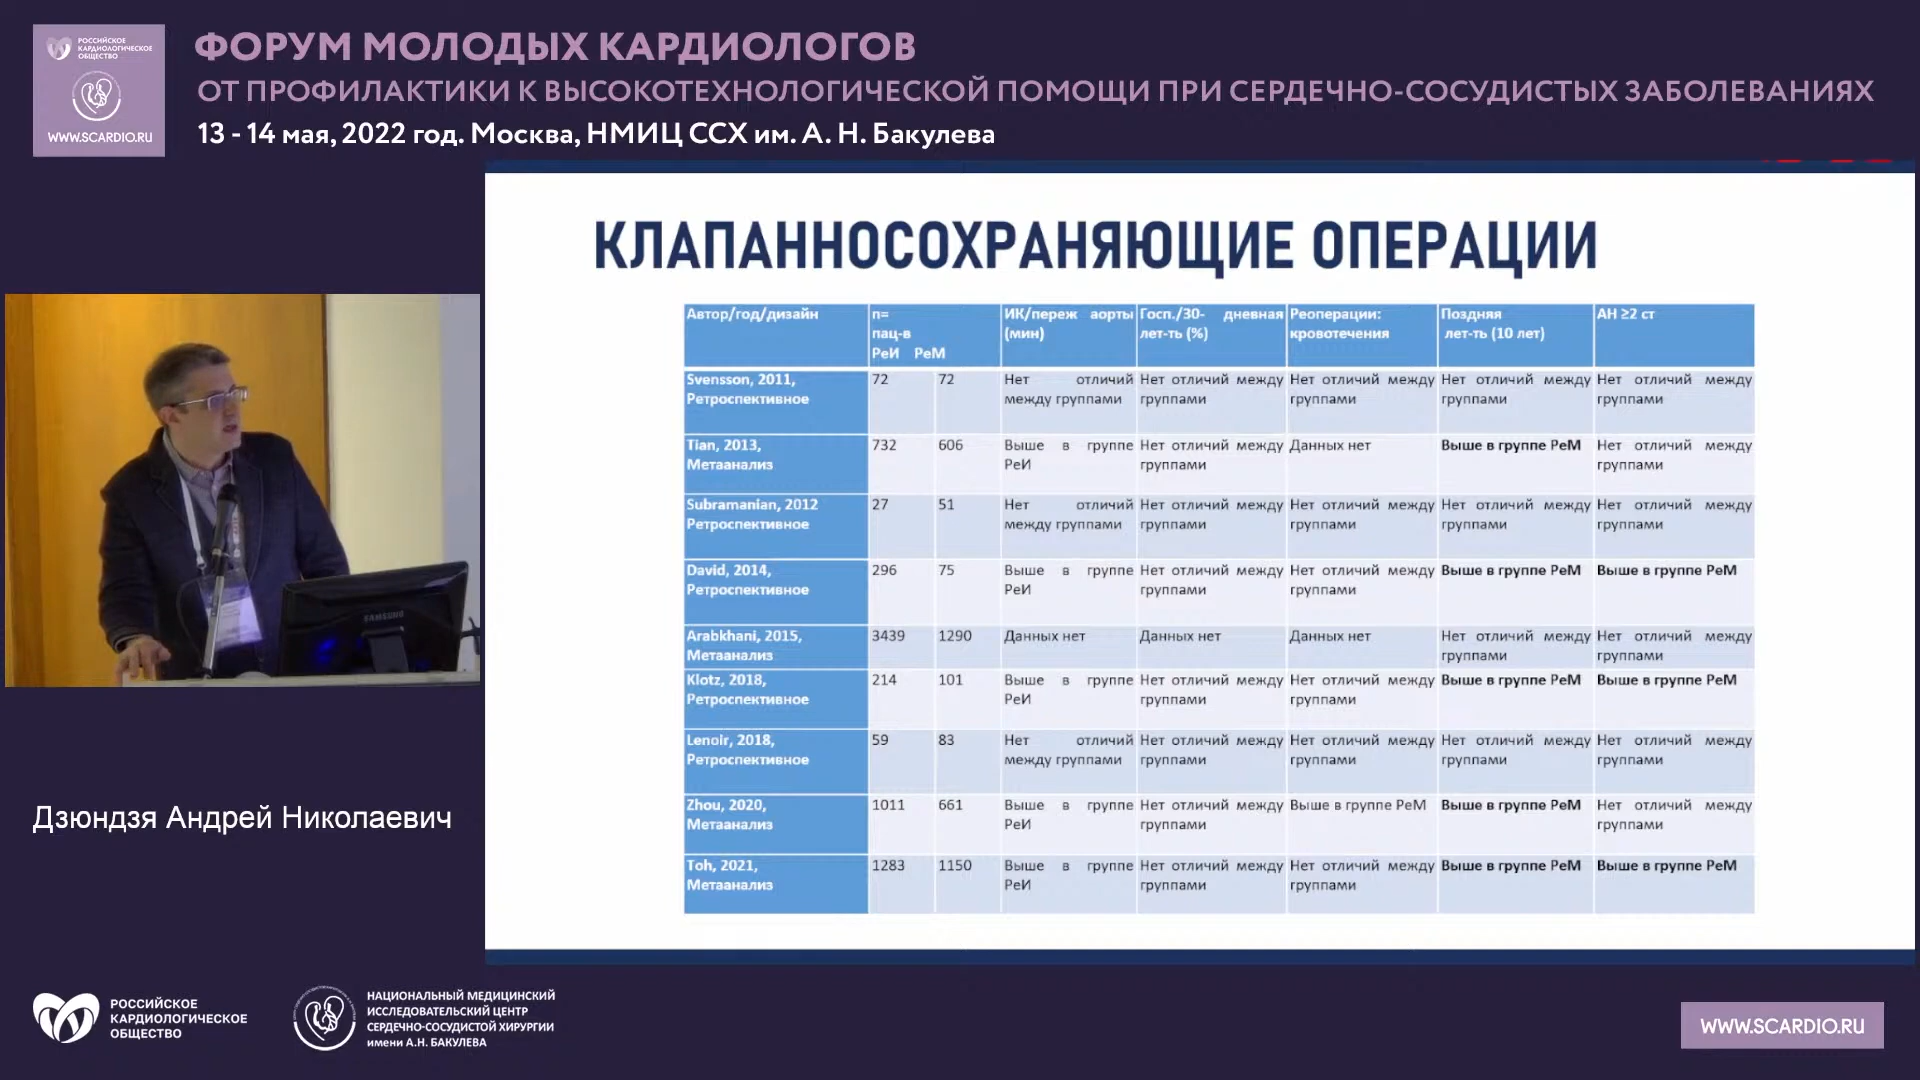 РОССИЙСКОЕ
КАРДИОЛОГИЧЕСКОЕ
ОБЩЕСТВО
WWW.SCARDIO.RU
ФОРУМ МОЛОДЫХ КАРДИОЛОГОВ
ОТ ПРОФИЛАКТИКИ К ВЫСОКОТЕХНОЛОГИЧЕСКОЙ ПОМОЩИ ПРИ СЕРДЕЧНО-СОСУДИСТЫХ ЗАБОЛЕВАНИЯХ
13 - 14 мая, 2022 год. Москва, НМИЦ ССХ им. А. Н. Бакулева
КЛАПАННОСОХРАНЯЮЩИЕ ОПЕРАЦИИ
Автор/год/дизайн
n=
пац-в
РеИ РеМ
ИК/переж аорты
(мин)
Госп./30- дневная
лет-ть (%)
Реоперации:
кровотечения
Поздняя
лет-ть (10 лет)
АН ≥2 ст
Svensson, 2011,
Ретроспективное
72
72
Нет отличий
между группами
Нет отличий между
группами
Нет отличий между
группами
Нет отличий между
группами
Нет отличий между
группами
Tian, 2013,
Метаанализ
732
606
Выше в группе
РеИ
Нет отличий между
группами
Данных нет
Выше в группе РеМ
Нет отличий между
группами
Subramanian, 2012
Ретроспективное
27
51
Нет отличий
между группами
Нет отличий между
группами
Нет отличий между
группами
Нет отличий между
группами
Нет отличий между
группами
David, 2014,
Ретроспективное
296
75
Выше в группе
РеИ
Нет отличий между
группами
Нет отличий между
группами
Выше в группе РеМ
Выше в группе РеМ
Arabkhani, 2015,
Метаанализ
3439
1290
Данных нет
Данных нет
Данных нет
Нет отличий между
группами
Нет отличий между
группами
Klotz, 2018,
Ретроспективное
214
101
Выше в группе
РеИ
Нет отличий между
группами
Нет отличий между
группами
Выше в группе РеМ
Выше в группе РеМ
Lenoir, 2018,
Ретроспективное
59
83
Нет отличий
между группами
Нет отличий между
группами
Нет отличий между
группами
Нет отличий между
группами
Нет отличий между
группами
Zhou, 2020,
Метаанализ
1011
661
Выше в группе
РеИ
Нет отличий между
группами
Выше в группе РеМ
Выше в группе РеМ
Нет отличий между
группами
Toh, 2021,
Метаанализ
1283
1150
Выше в группе
РеИ
Нет отличий между
группами
Нет отличий между
группами
Выше в группе РеМ
Выше в группе РеМ
SAMSUNG
Дзюндзя Андрей Николаевич
РОССИЙСКОЕ
КАРДИОЛОГИЧЕСКОЕ
ОБЩЕСТВО
НАЦИОНАЛЬНЫЙ МЕДИЦИНСКИЙ
ИССЛЕДОВАТЕЛЬСКИЙ ЦЕНТР
СЕРДЕЧНО-СОСУДИСТОЙ ХИРУРГИИ
имени А.Н. БАКУЛЕВА
WWW.SCARDIO.RU